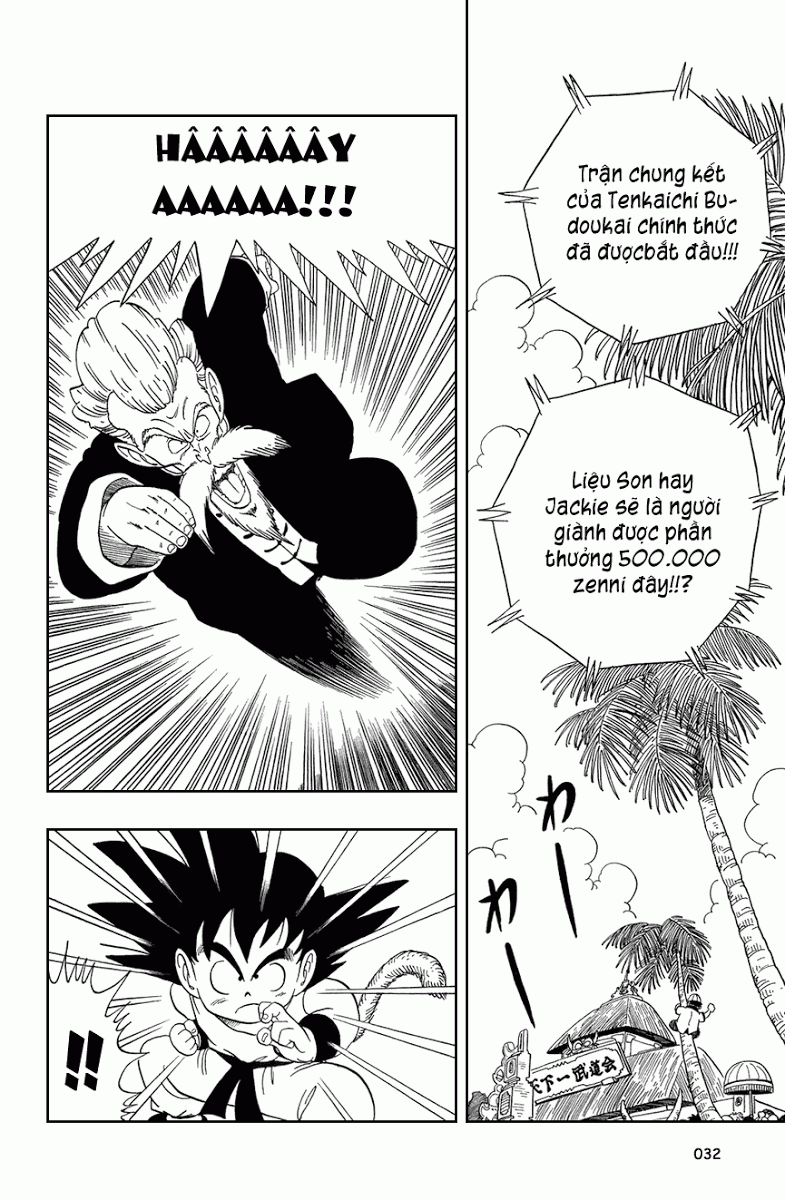 Trận chung kết
của Tenkaichi Bu-
doukai chính thức
đã đượcbắt đầu!!!
Liệu Son hay
Jackie sẽ là người
giành được phần
thưởng 500.000
zenni đây!!?
わー
わー
天下一武道会
HÂÂÂÂÂÂY
AAAAAA!!!
!!
032